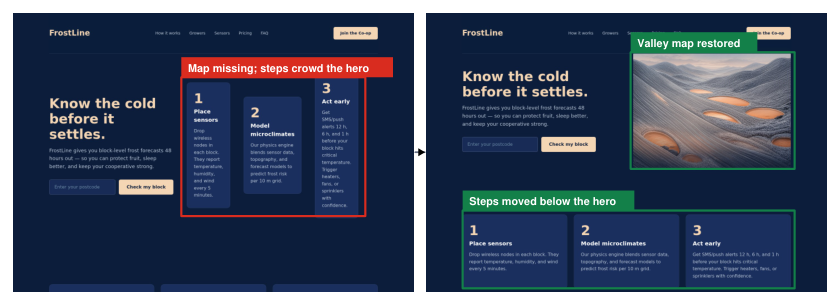 FrostLine
How it works
Growers
Sensors
Pricing
FAQ
Join the Co-op
Map missing; steps crowd the hero
Know the cold
before it
settles.
FrostLine gives you block-level frost forecasts 48
hours out — so you can protect fruit, sleep
better, and keep your cooperative strong.
Enter your postcode
Check my block
1
Place
sensors
Drop
wireless
nodes in
each block.
They report
temperature,
humidity,
and wind
every 5
minutes.
2
Model
microclimates
Our physics engine
blends sensor data,
topography, and
forecast models to
predict frost risk
per 10 m grid.
3
Act early
Get
SMS/push
alerts 12 h,
6 h, and 1 h
before your
block hits
critical
temperature.
Trigger
heaters,
fans, or
sprinklers
with
confidence.
FrostLine
How it works
Growers
FAQ
Join the Co-op
Valley map restored
Know the cold
before it settles.
FrostLine gives you block-level frost forecasts 48
hours out — so you can protect fruit, sleep better,
and keep your cooperative strong.
Enter your postcode
Check my block
Steps moved below the hero
1
Place sensors
Drop wireless nodes in each block. They
report temperature, humidity, and wind
every 5 minutes.
2
Model microclimates
Our physics engine blends sensor data,
topography, and forecast models to
predict frost risk per 10 m grid.
3
Act early
Get SMS/push alerts 12 h, 6 h, and 1 h
before your block hits critical
temperature. Trigger heaters, fans, or
sprinklers with confidence.